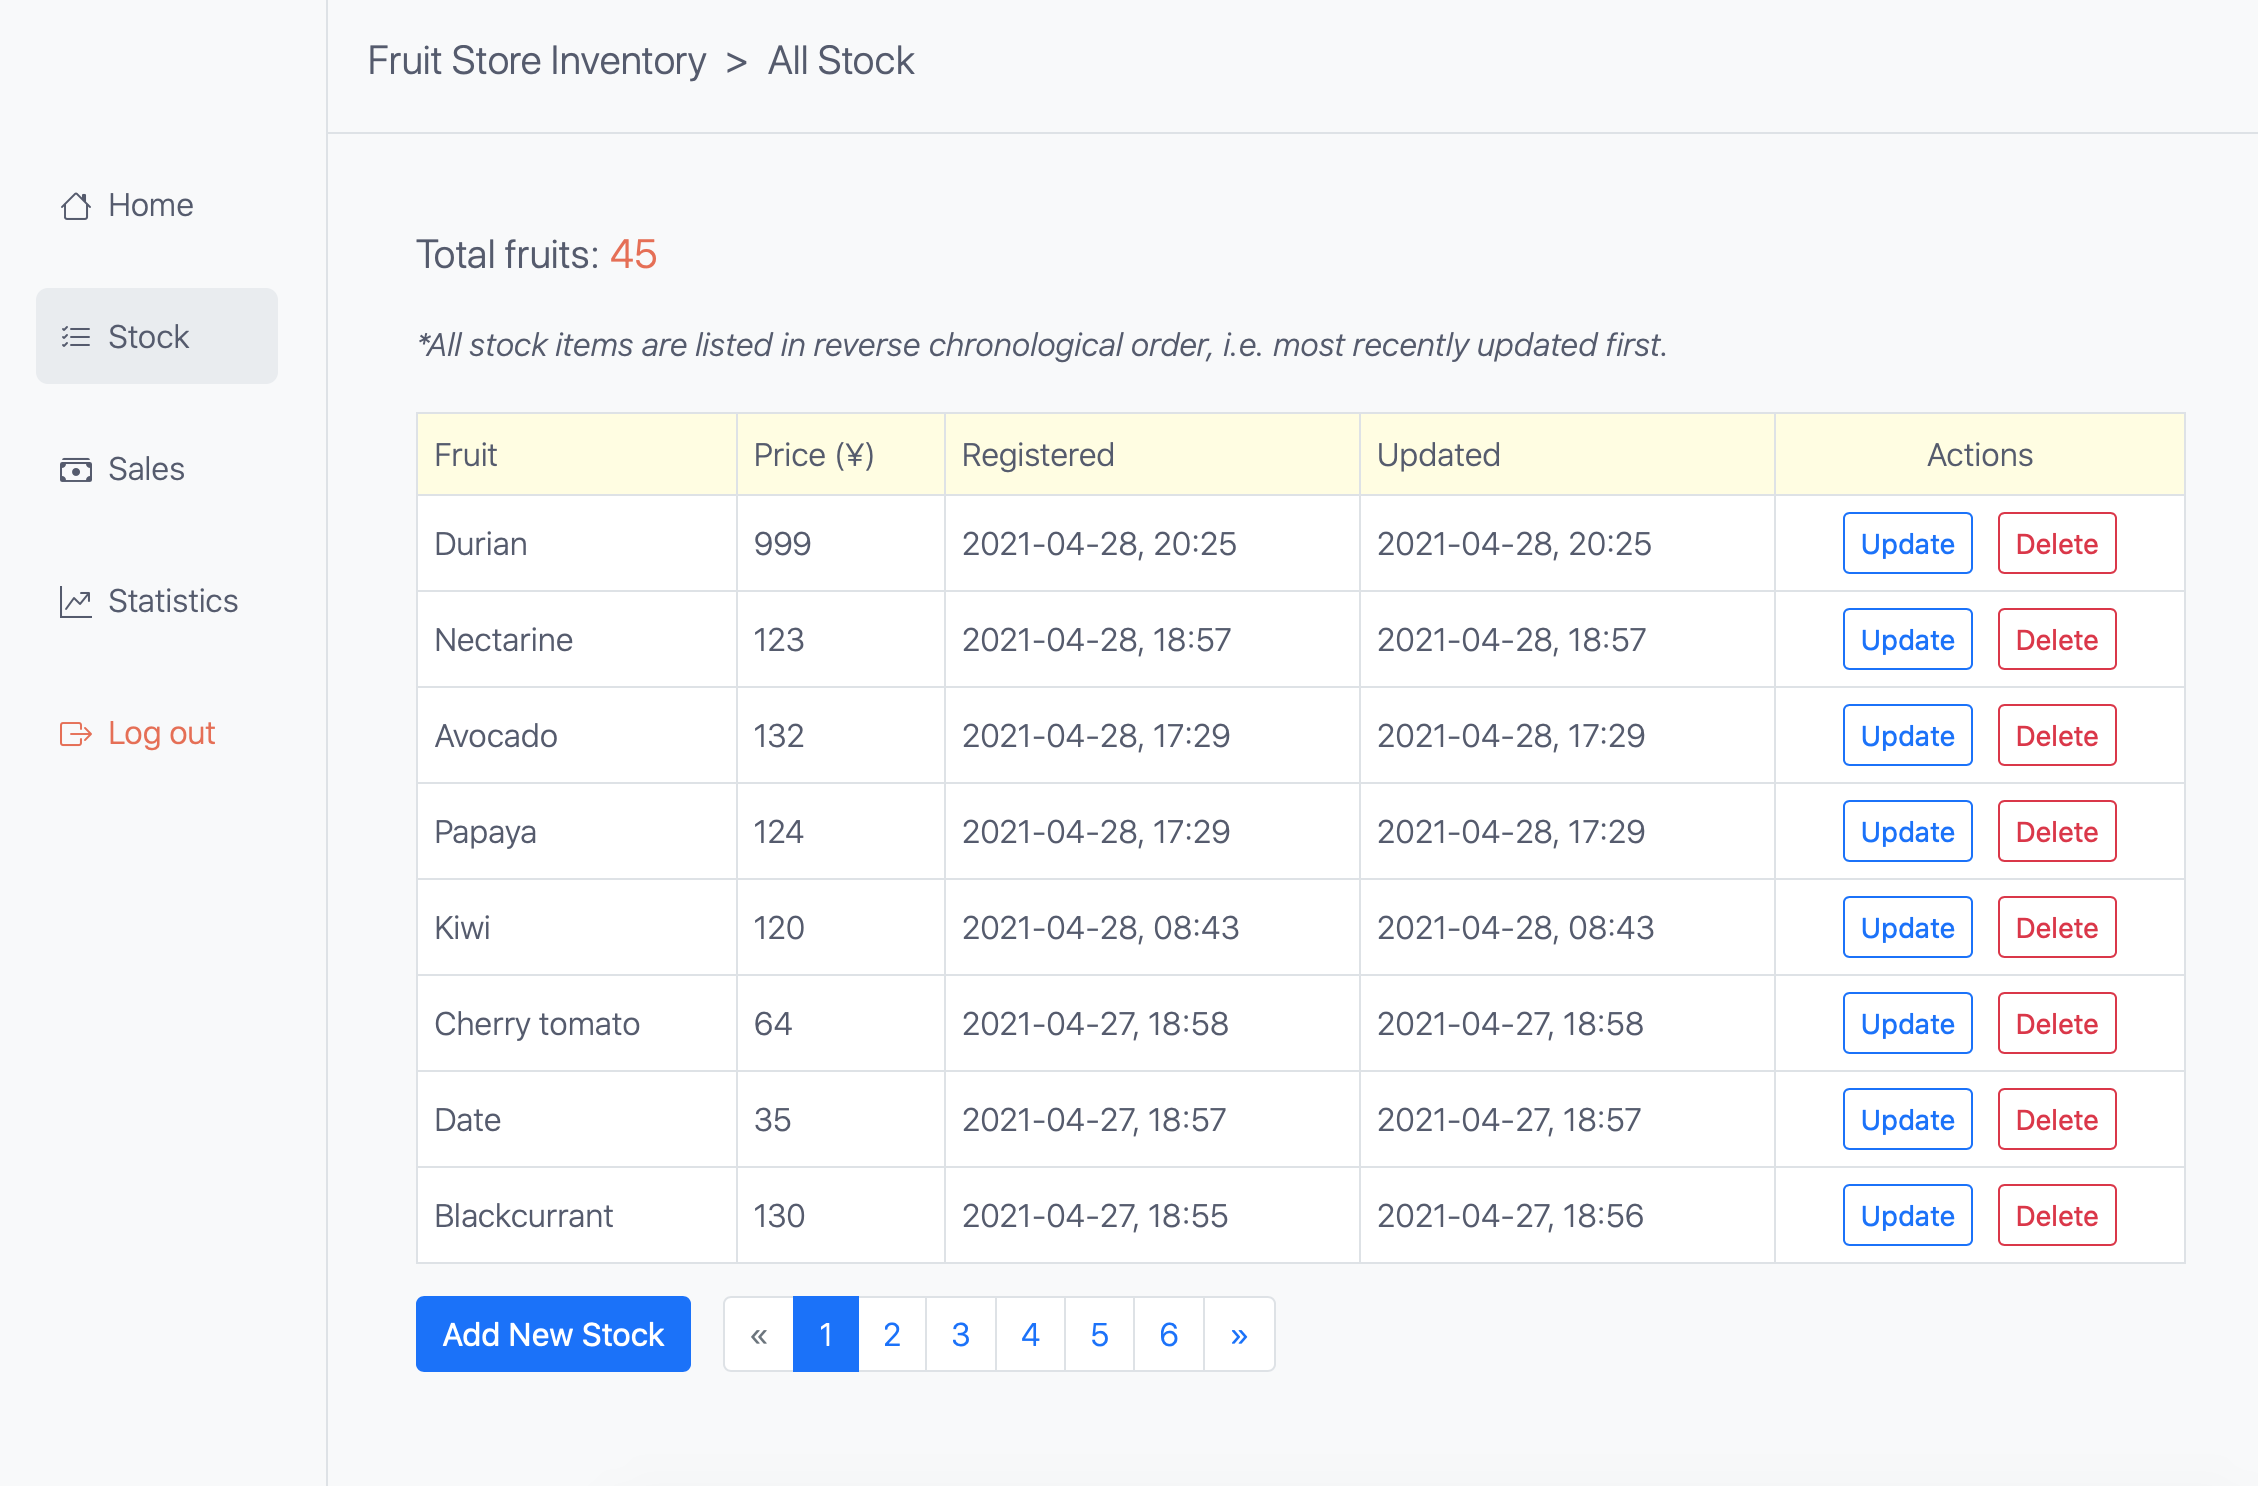 Fruit Store Inventory > All Stock
Home
Stock
Sales
Statistics
Log out
Total fruits: 45
*All stock items are listed in reverse chronological order, i.e. most recently updated first.
Fruit Price (¥) Registered Updated Actions
Durian 999 2021-04-28, 20:25 2021-04-28, 20:25 Update Delete
Nectarine 123 2021-04-28, 18:57 2021-04-28, 18:57 Update Delete
Avocado 132 2021-04-28, 17:29 2021-04-28, 17:29 Update Delete
Papaya 124 2021-04-28, 17:29 2021-04-28, 17:29 Update Delete
Kiwi 120 2021-04-28, 08:43 2021-04-28, 08:43 Update Delete
Cherry tomato 64 2021-04-27, 18:58 2021-04-27, 18:58 Update Delete
Date 35 2021-04-27, 18:57 2021-04-27, 18:57 Update Delete
Blackcurrant 130 2021-04-27, 18:55 2021-04-27, 18:56 Update Delete
Add New Stock « 1 2 3 4 5 6 »